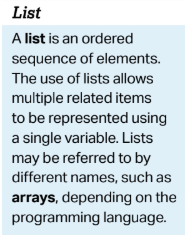 List
A list is an ordered
sequence of elements.
The use of lists allows
multiple related items
to be represented using
a single variable. Lists
may be referred to by
different names, such as
arrays, depending on the
programming language.